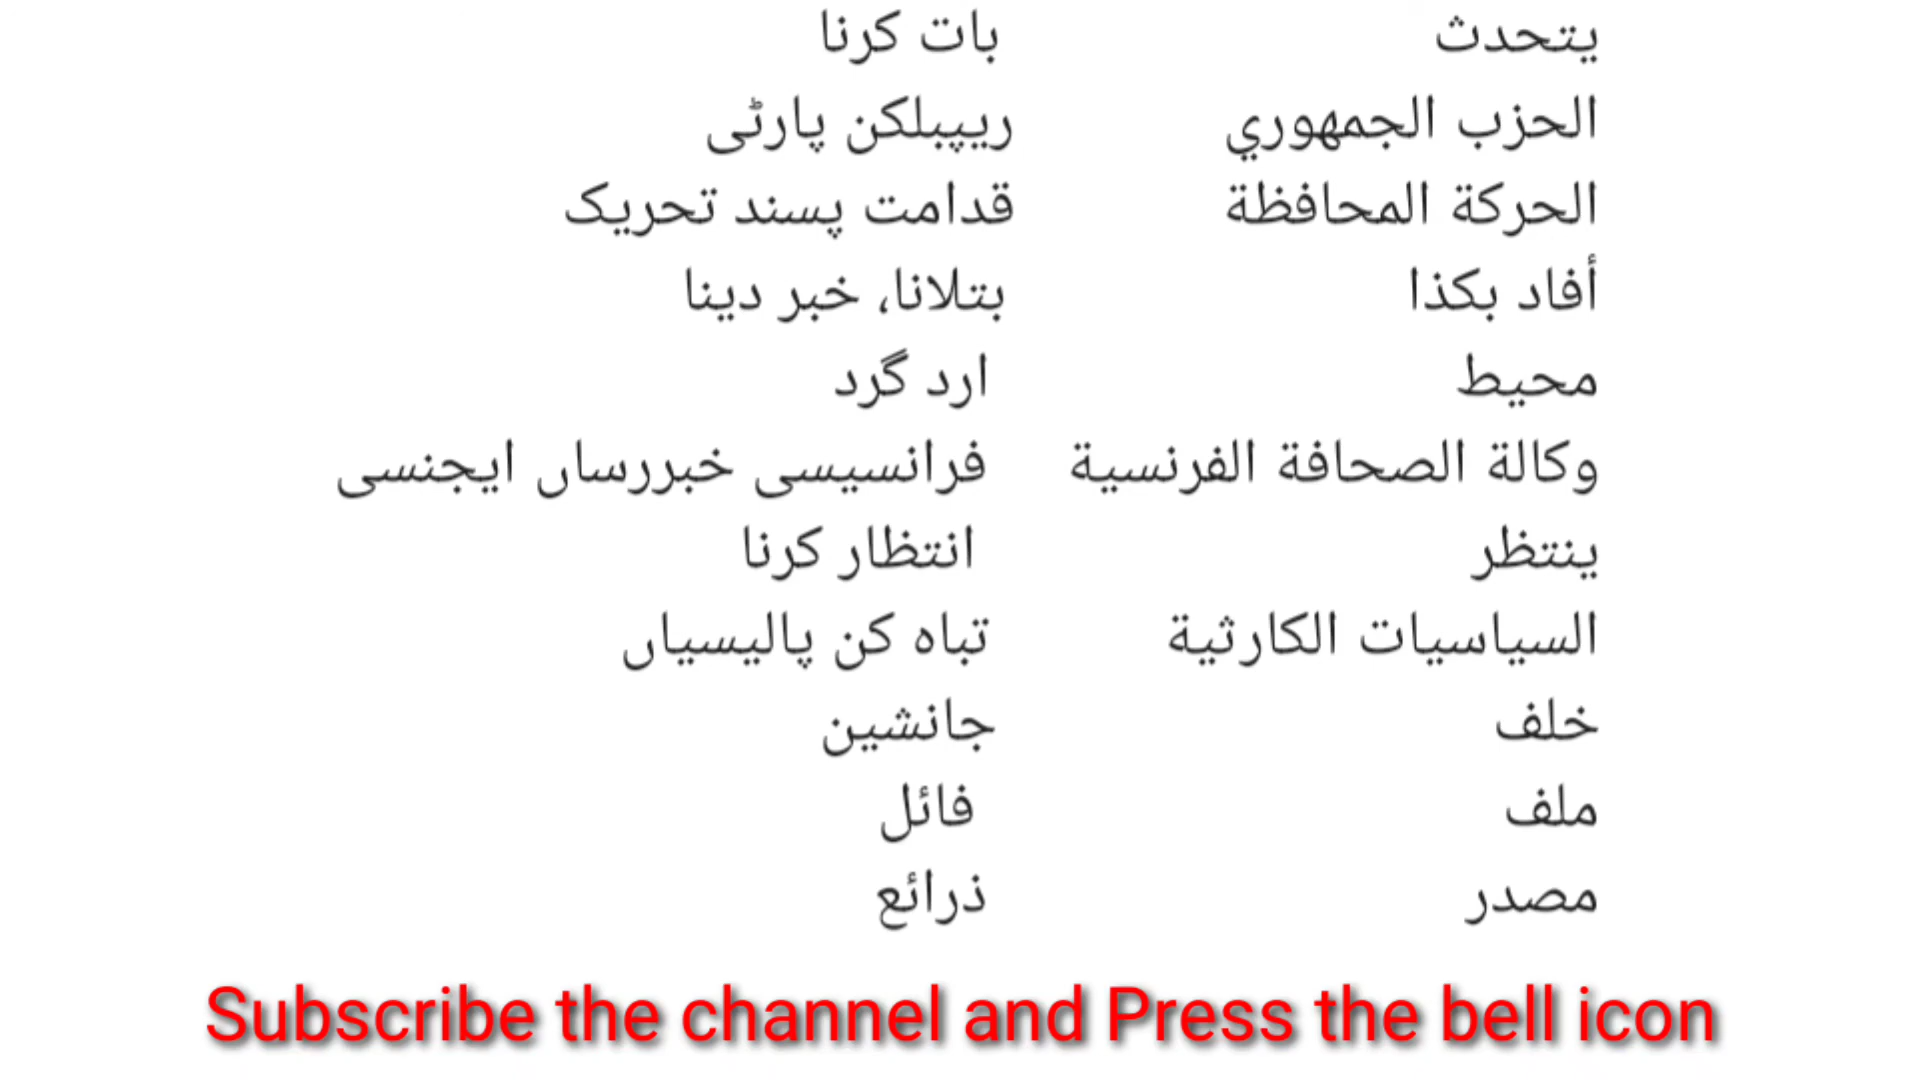 يتحدث بات کرنا
الحزب الجمهوري ریپبلکن پارٹی
الحركة المحافظة قدامت پسند تحریک
أفاد بكذا بتلانا، خبر دینا
محيط ارد گرد
وكالة الصحافة الفرنسية فرانسیسی خبررساں ایجنسی
ينتظر انتظار کرنا
السياسيات الكارثية تباہ کن پالیسیاں
خلف جانشین
ملف فائل
مصدر ذرائع
Subscribe the channel and Press the bell icon